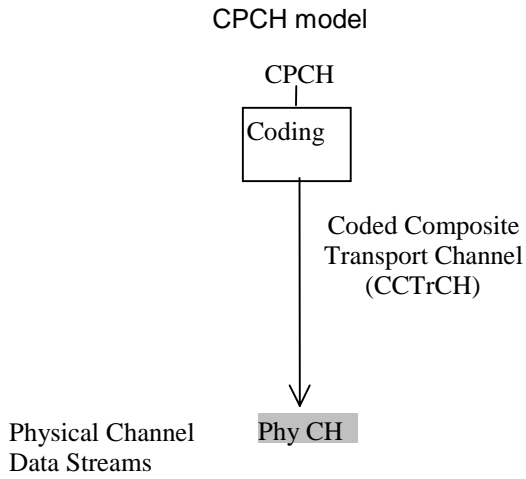 CPCH model
CPCH
Coding
Coded Composite
Transport Channel
(CCTrCH)
Physical Channel
Data Streams
Phy CH